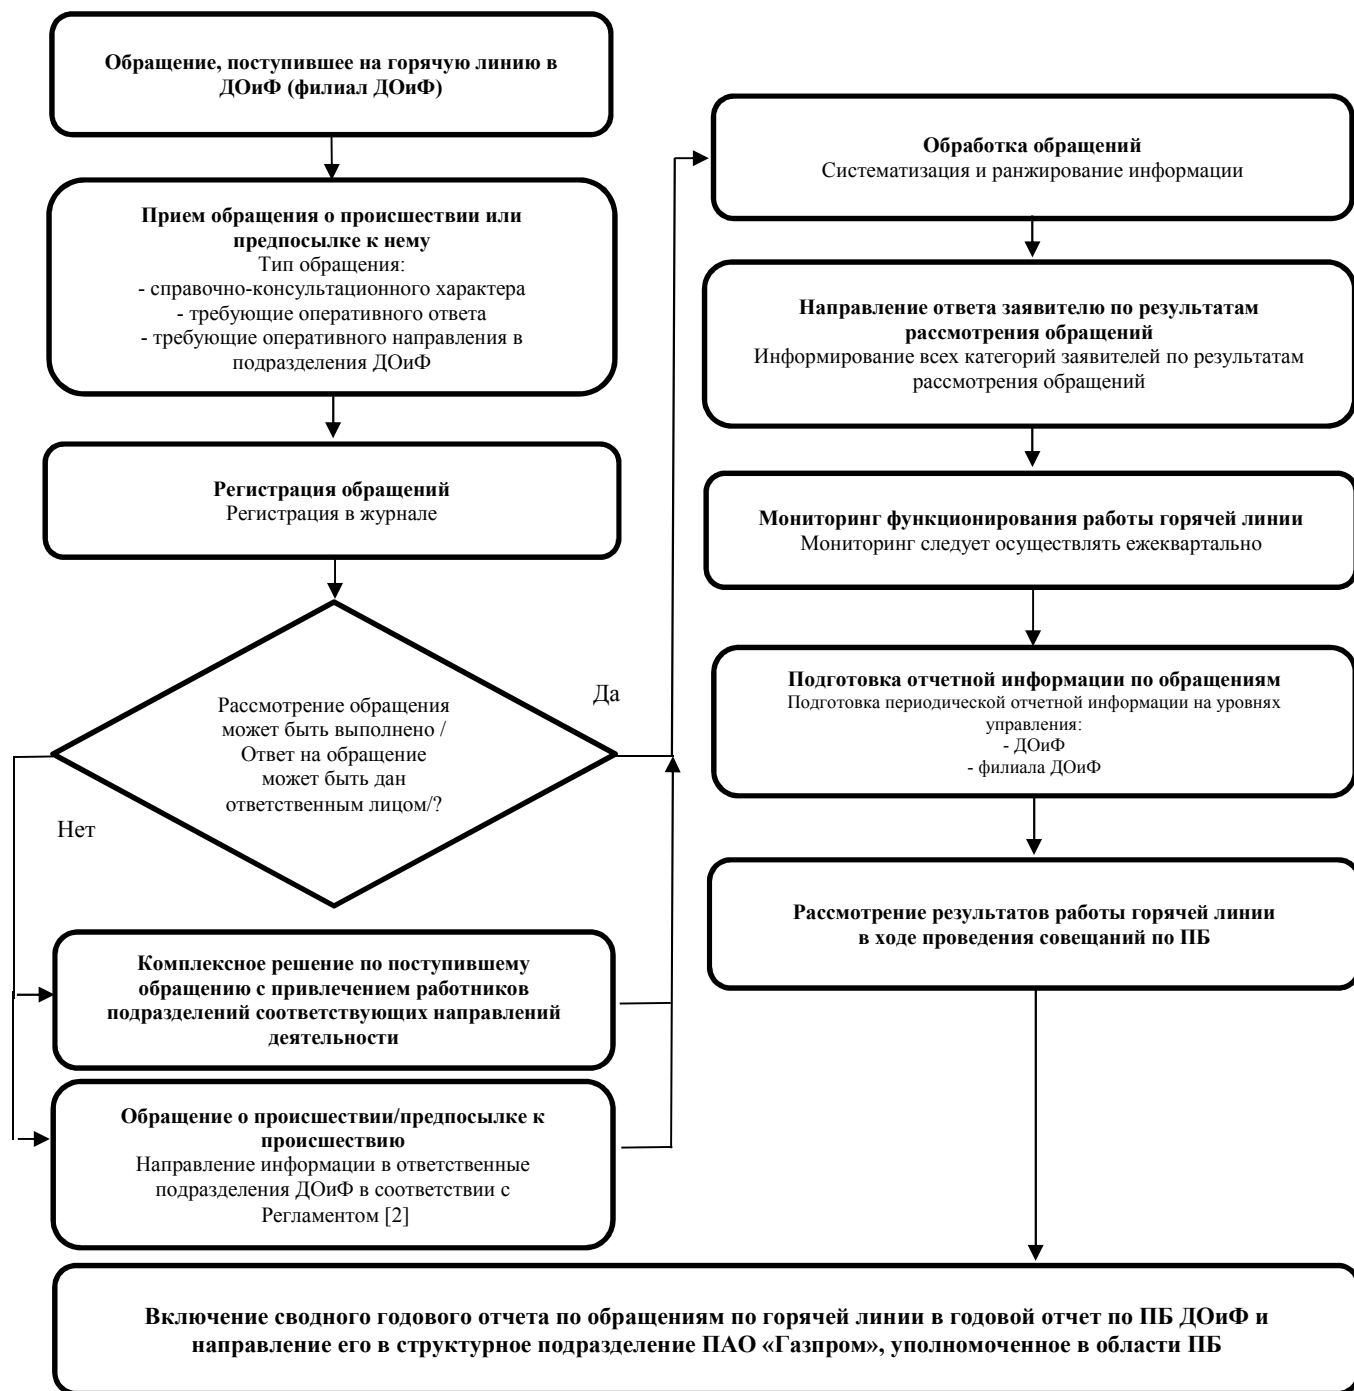 Обращение, поступившее на горячую линию в
ДОиФ (филиал ДОиФ)
Прием обращения о происшествии или
предпосылке к нему
Тип обращения:
- справочно-консультационного характера
- требующие оперативного ответа
- требующие оперативного направления в
подразделения ДОиФ
Регистрация обращений
Регистрация в журнале
Рассмотрение обращения
может быть выполнено /
Ответ на обращение
может быть дан
ответственным лицом/?
Да
Нет
Комплексное решение по поступившему
обращению с привлечением работников
подразделений соответствующих направлений
деятельности
Обращение о происшествии/предпосылке к
происшествию
Направление информации в ответственные
подразделения ДОиФ в соответствии с
Регламентом [2]
Обработка обращений
Систематизация и ранжирование информации
Направление ответа заявителю по результатам
рассмотрения обращений
Информирование всех категорий заявителей по результатам
рассмотрения обращений
Мониторинг функционирования работы горячей линии
Мониторинг следует осуществлять ежеквартально
Подготовка отчетной информации по обращениям
Подготовка периодической отчетной информации на уровнях
управления:
- ДОиФ
- филиала ДОиФ
Рассмотрение результатов работы горячей линии
в ходе проведения совещаний по ПБ
Включение сводного годового отчета по обращениям по горячей линии в годовой отчет по ПБ ДОиФ и
направление его в структурное подразделение ПАО «Газпром», уполномоченное в области ПБ